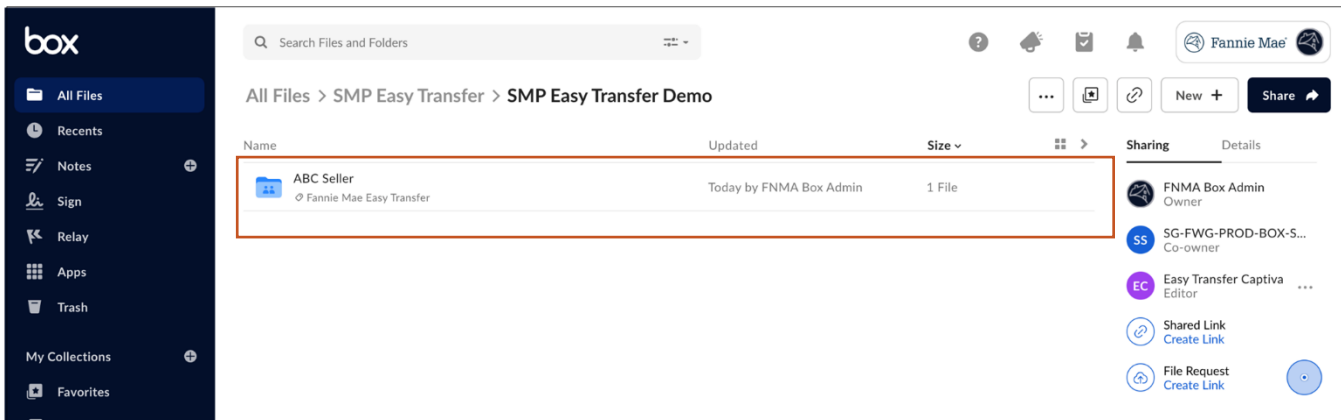 box
Search Files and Folders
Fannie Mae®
All Files
Recents
Notes
Sign
Relay
Apps
Trash
My Collections
Favorites
All Files > SMP Easy Transfer > SMP Easy Transfer Demo
New +
Share
Name
Updated
Size
ABC Seller
Fannie Mae Easy Transfer
Today by FNMA Box Admin
1 File
Sharing
Details
FNMA Box Admin
Owner
SS
SG-FWG-PROD-BOX-S...
Co-owner
EC
Easy Transfer Captiva
Editor
Shared Link
Create Link
File Request
Create Link